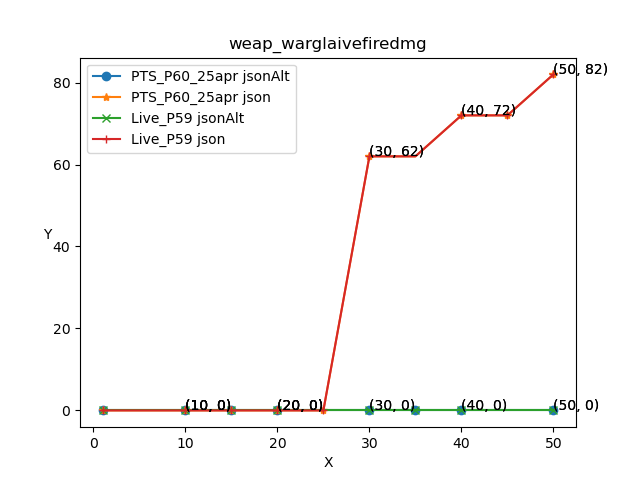 weap_warglaivefiredmg
PTS_P60_25apr jsonAlt
PTS_P60_25apr json
Live_P59 jsonAlt
Live_P59 json
(50, 82)
80
(40, 72)
(30, 62)
60
Y
40
20
(10, 0) (20, 0) (30, 0) (40, 0) (50, 0)
0
0 10 20 30 40 50
X